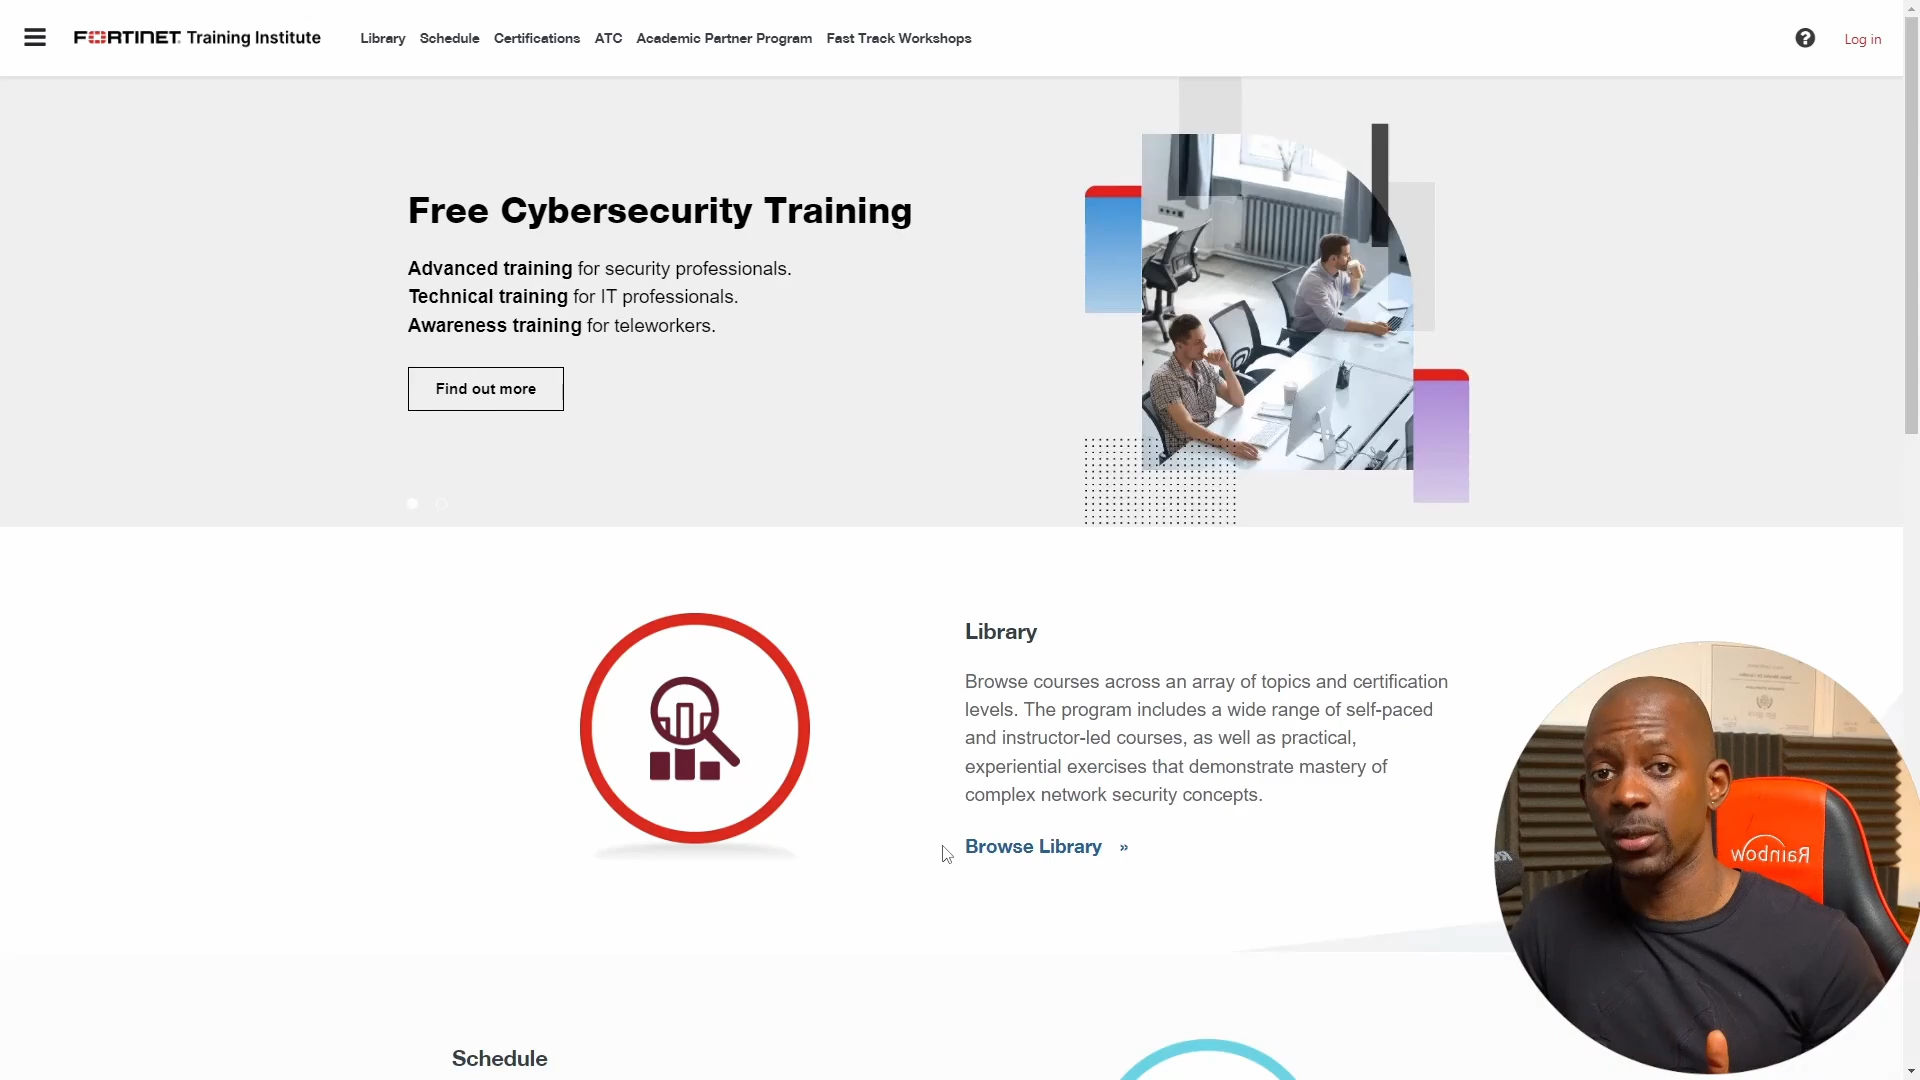 FORTINET Training Institute
Library
Schedule
Certifications
ATC
Academic Partner Program
Fast Track Workshops
?
Log in
Free Cybersecurity Training
Advanced training for security professionals.
Technical training for IT professionals.
Awareness training for teleworkers.
Find out more
Library
Browse courses across an array of topics and certification
levels. The program includes a wide range of self-paced
and instructor-led courses, as well as practical,
experiential exercises that demonstrate mastery of
complex network security concepts.
Browse Library »
Rainbow
Schedule